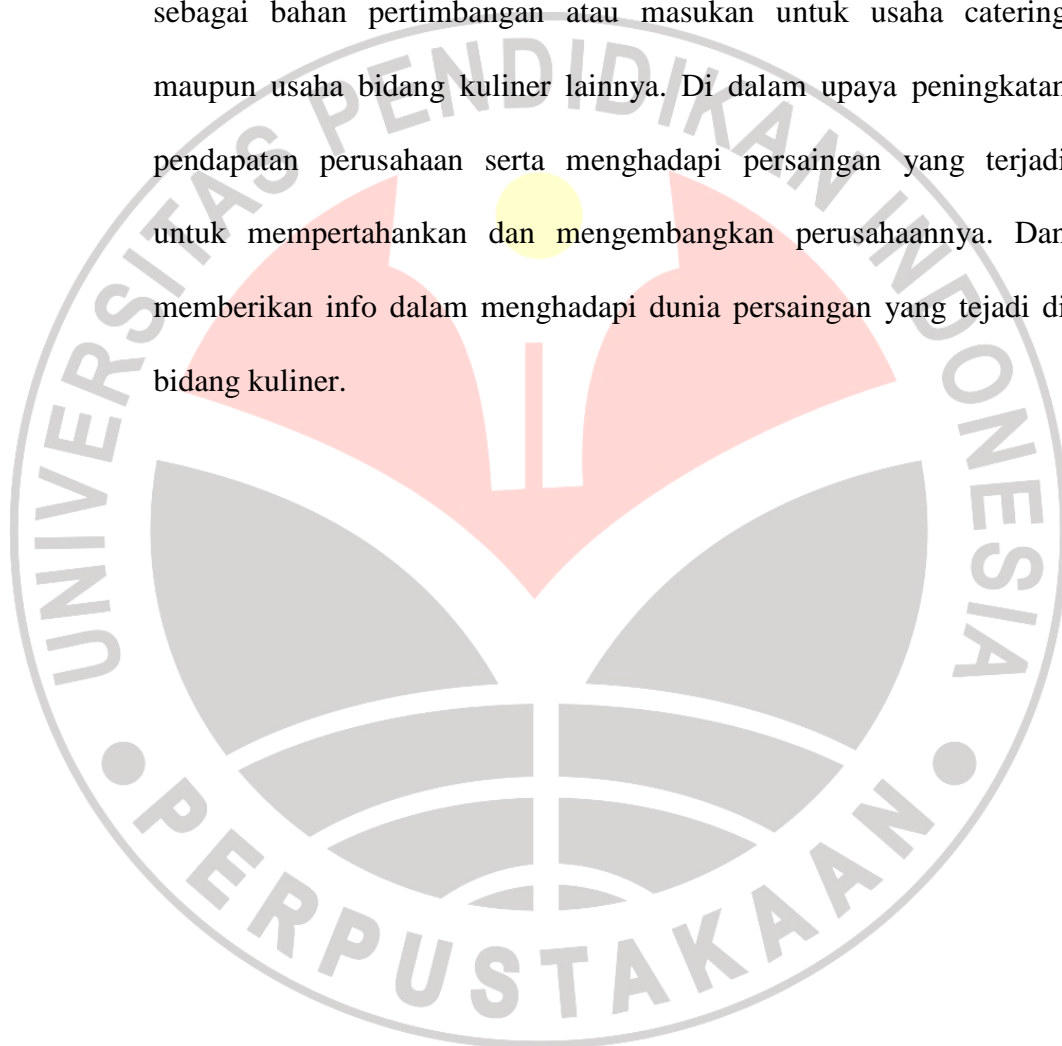 sebagai bahan pertimbangan atau masukan untuk usaha catering
maupun usaha bidang kuliner lainnya. Di dalam upaya peningkatan
pendapatan perusahaan serta menghadapi persaingan yang terjadi
untuk mempertahankan dan mengembangkan perusahaannya. Dan
memberikan info dalam menghadapi dunia persaingan yang tejadi di
bidang kuliner.
UNIVERSITAS PENDIDIKAN INDONESIA
PERPUSTAKAAN